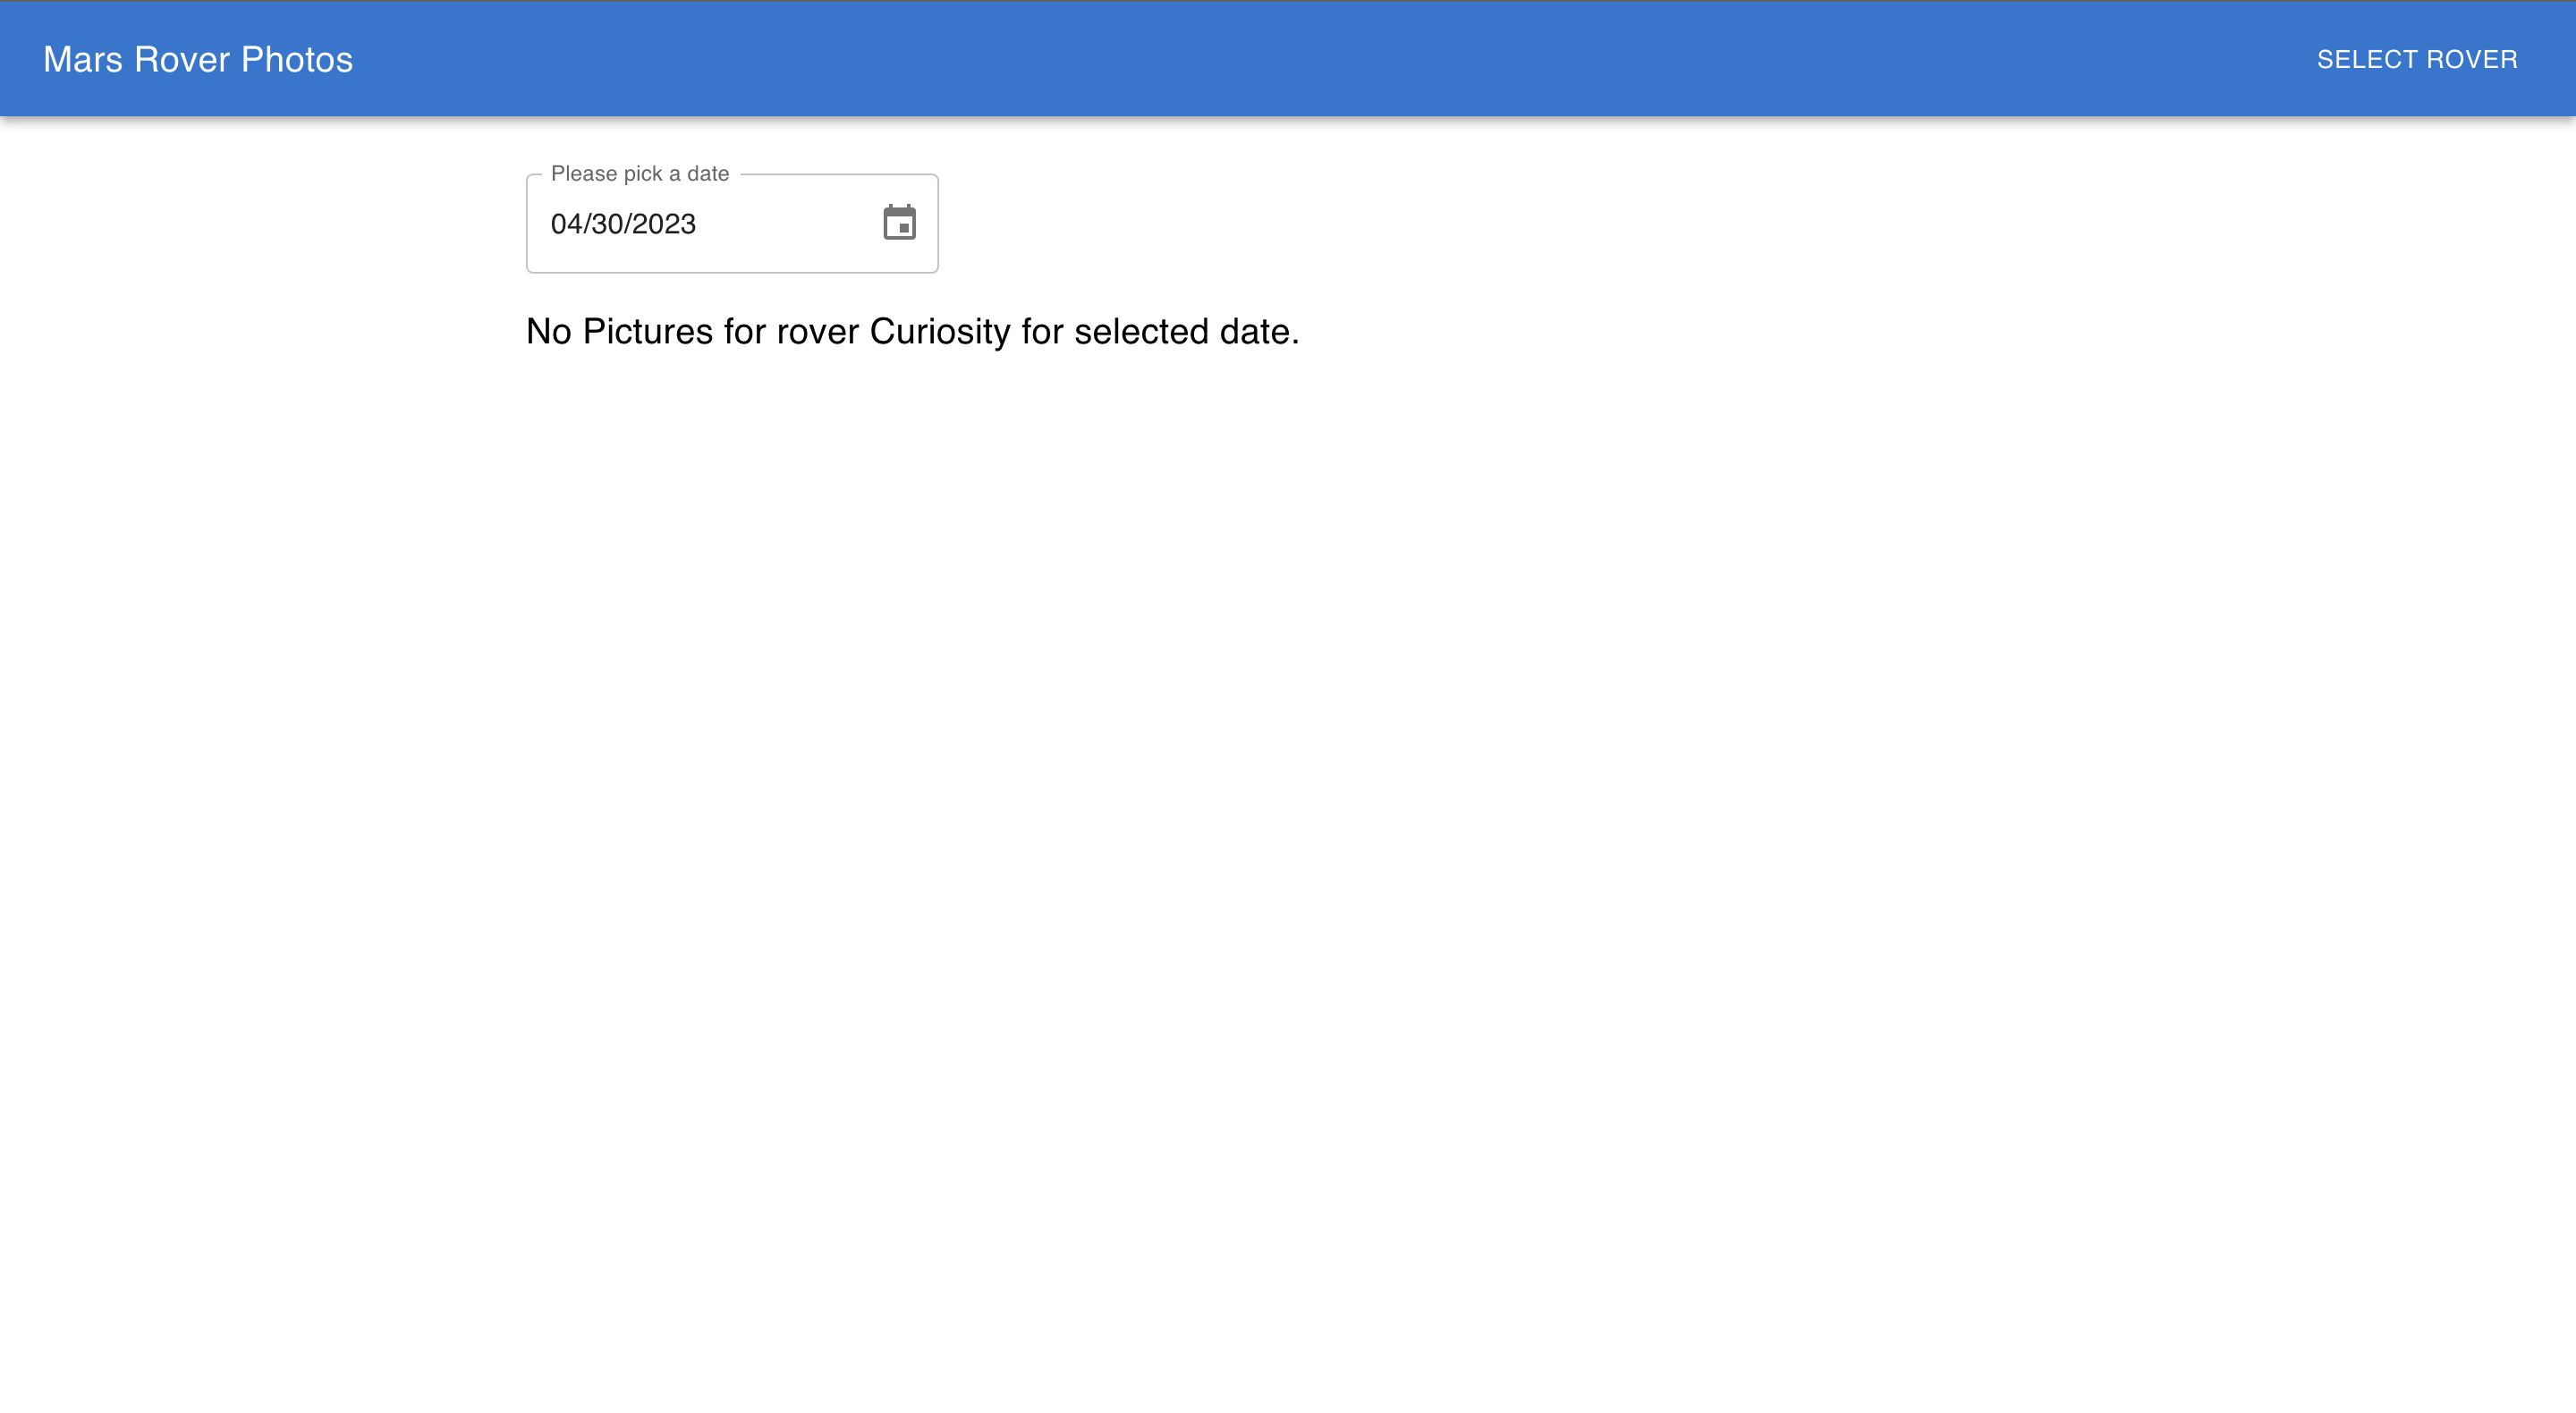 Mars Rover Photos
SELECT ROVER
Please pick a date
04/30/2023
No Pictures for rover Curiosity for selected date.